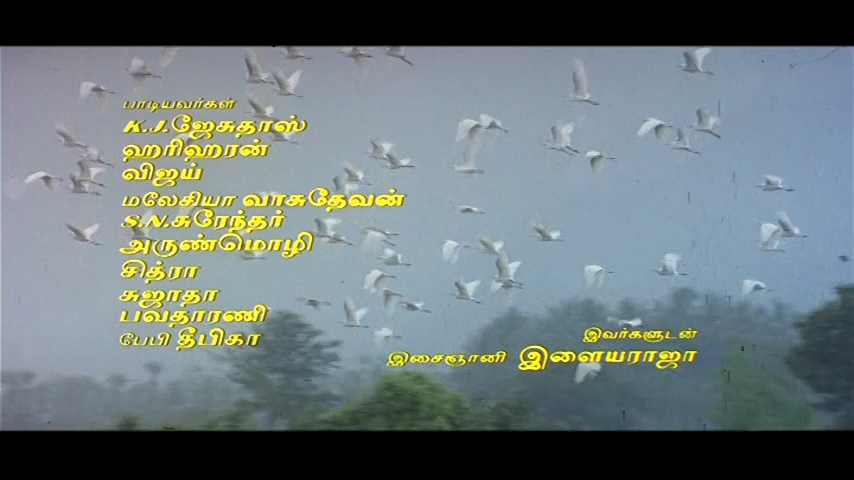 பாடியவர்கள்
K.J.ஜேசுதாஸ்
ஹரிஹரன்
விஜய்
மலேசியா வாசுதேவன்
S.N.சுரேந்தர்
அருண்மொழி
சித்ரா
சுஜாதா
பவதாரணி
பேபி தீபிகா
இவர்களுடன்
இசைஞானி இளையராஜா